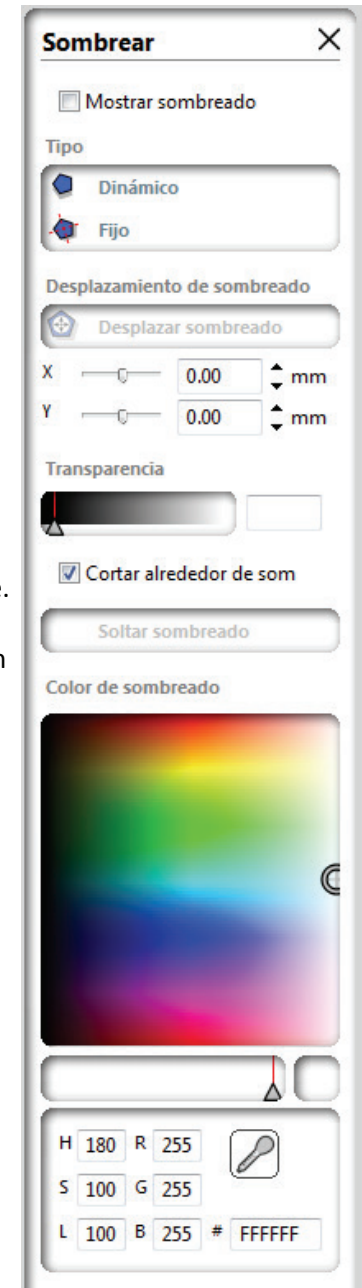 Sombrear
Mostrar sombreado
Tipo
Dinámico
Fijo
Desplazamiento de sombreado
Desplazar sombreado
X 0.00 mm
Y 0.00 mm
Transparencia
Cortar alrededor de som
Soltar sombreado
Color de sombreado
H 180 R 255
S 100 G 255
L 100 B 255 # FFFFFF